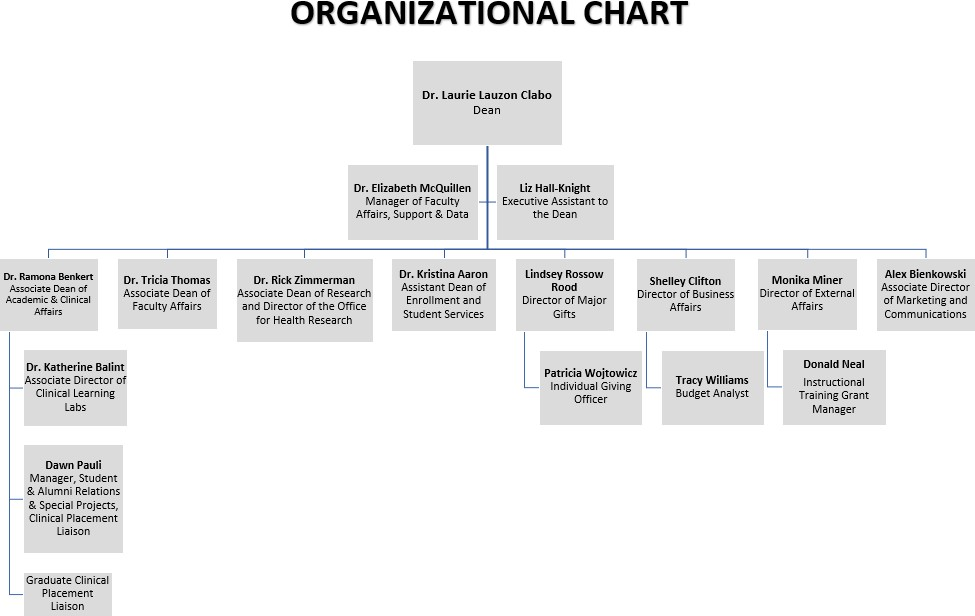 ORGANIZATIONAL CHART
Dr. Laurie Lauzon Clabo
Dean
Dr. Elizabeth McQuillen
Manager of Faculty
Affairs, Support & Data
Liz Hall-Knight
Executive Assistant to
the Dean
Dr. Ramona Benkert
Associate Dean of
Academic & Clinical
Affairs
Dr. Tricia Thomas
Associate Dean of
Faculty Affairs
Dr. Rick Zimmerman
Associate Dean of Research
and Director of the Office
for Health Research
Dr. Kristina Aaron
Assistant Dean of
Enrollment and
Student Services
Lindsey Rossow
Rood
Director of Major
Gifts
Shelley Clifton
Director of Business
Affairs
Monika Miner
Director of External
Affairs
Alex Bienkowski
Associate Director
of Marketing and
Communications
Dr. Katherine Balint
Associate Director of
Clinical Learning
Labs
Patricia Wojtowicz
Individual Giving
Officer
Tracy Williams
Budget Analyst
Donald Neal
Instructional
Training Grant
Manager
Dawn Pauli
Manager, Student
& Alumni Relations
& Special Projects,
Clinical Placement
Liaison
Graduate Clinical
Placement
Liaison